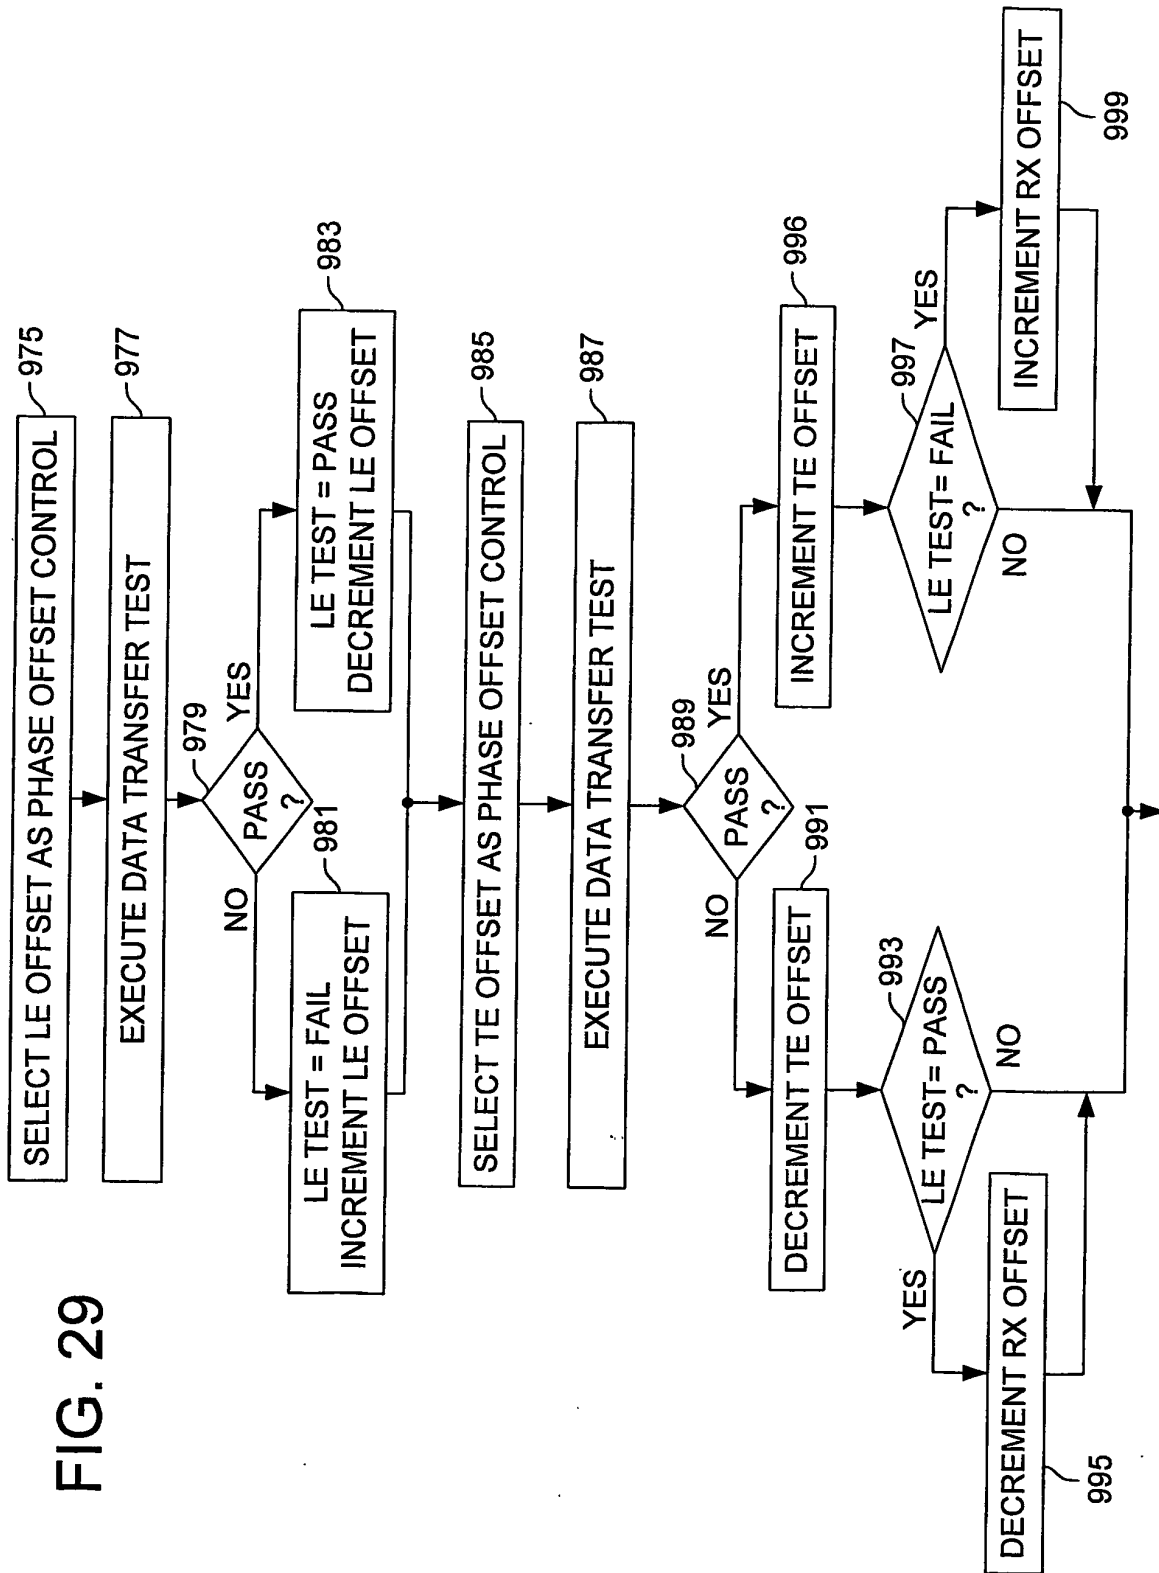 FIG. 29
SELECT LE OFFSET AS PHASE OFFSET CONTROL
975
EXECUTE DATA TRANSFER TEST
977
PASS
?
979
NO
YES
LE TEST = FAIL
INCREMENT LE OFFSET
981
LE TEST = PASS
DECREMENT LE OFFSET
983
SELECT TE OFFSET AS PHASE OFFSET CONTROL
985
EXECUTE DATA TRANSFER TEST
987
PASS
?
989
NO
YES
DECREMENT TE OFFSET
991
INCREMENT TE OFFSET
996
LE TEST= PASS
?
993
YES
NO
LE TEST= FAIL
?
997
NO
YES
DECREMENT RX OFFSET
995
INCREMENT RX OFFSET
999